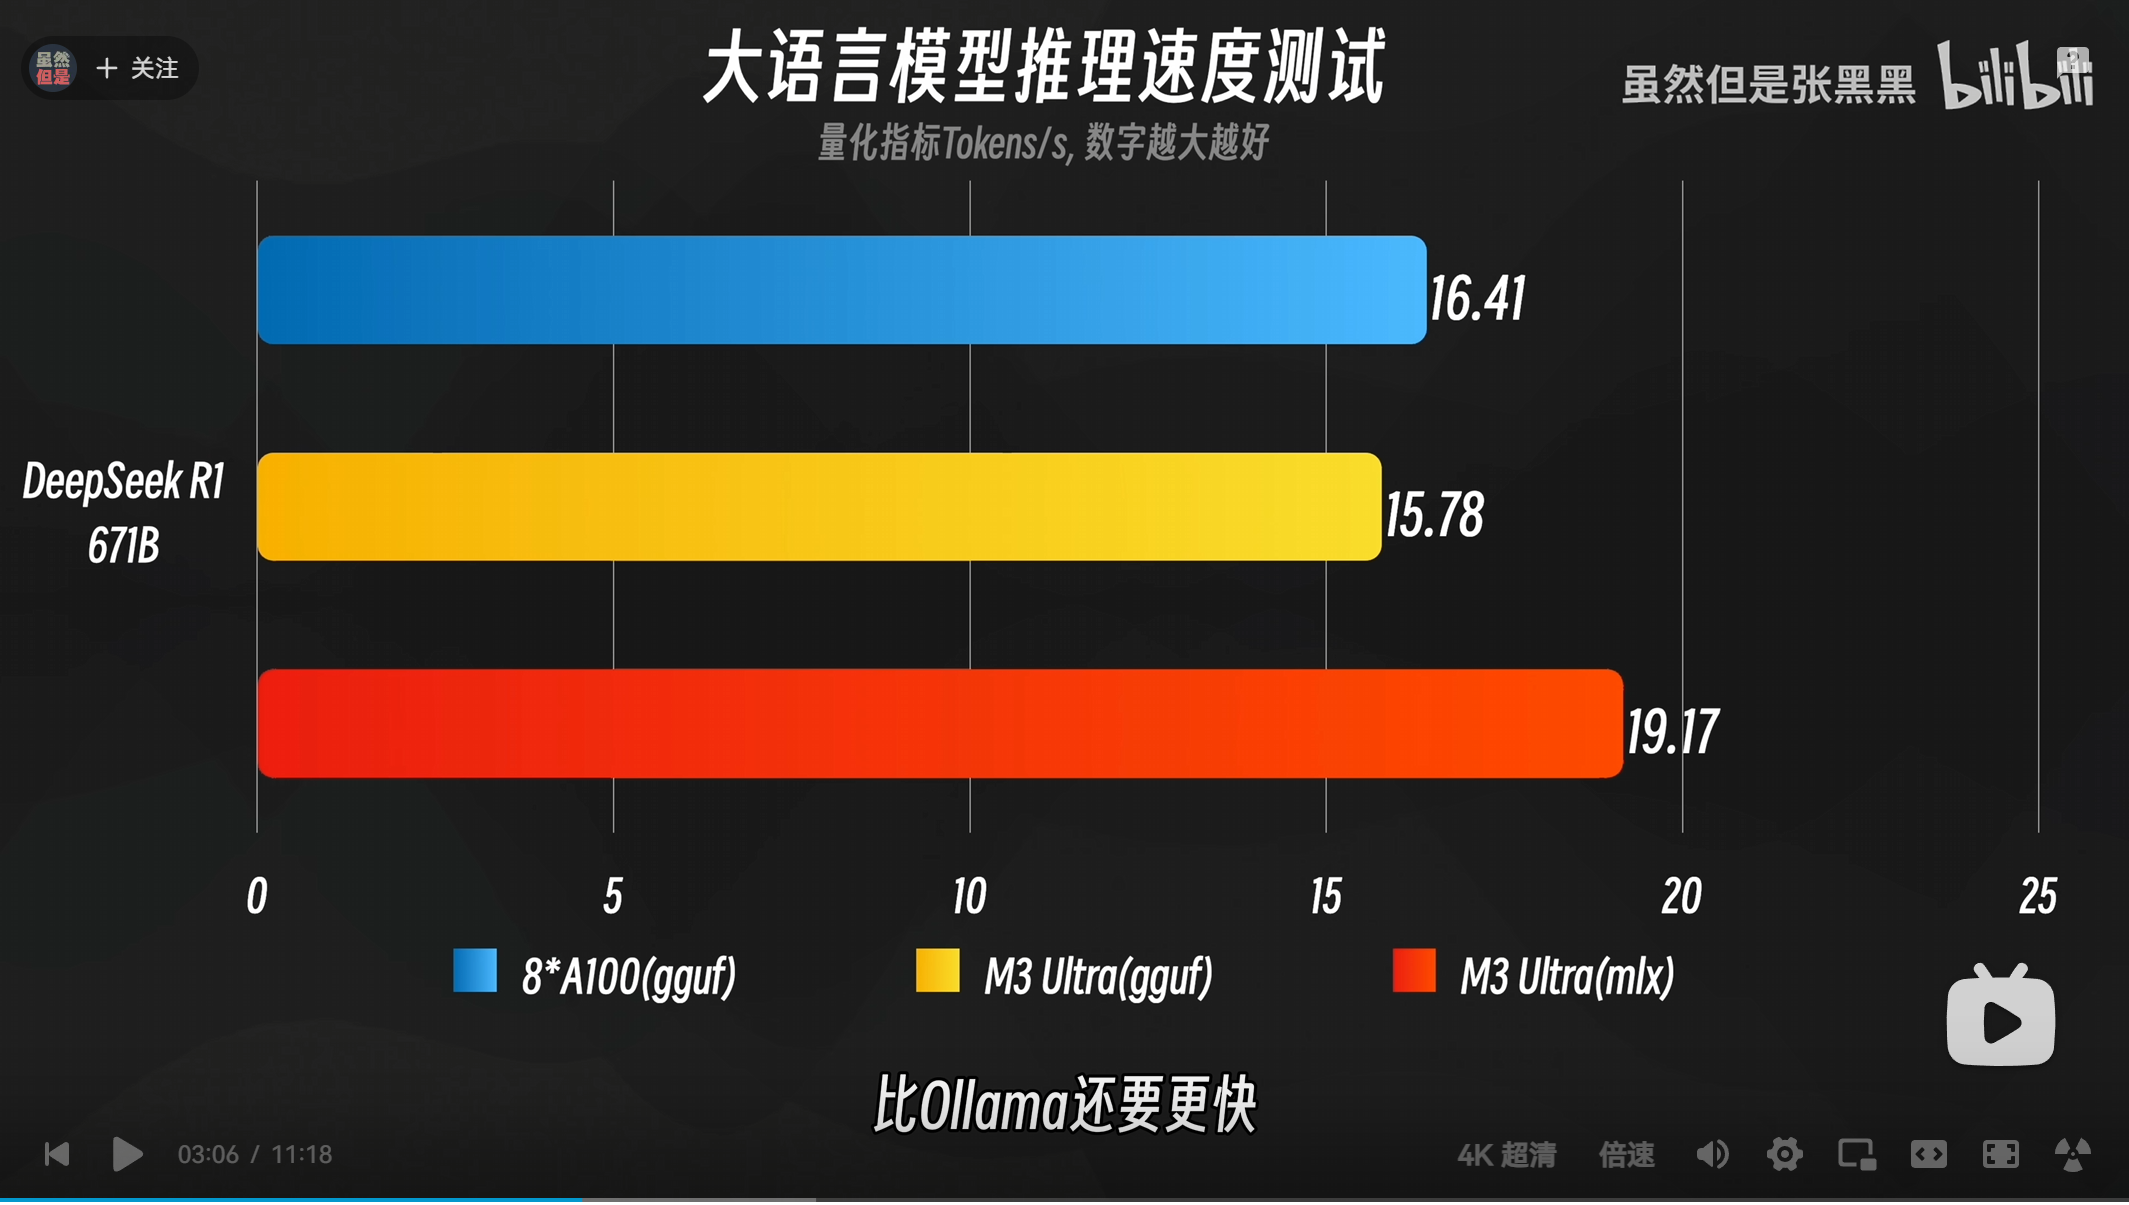 大语言模型推理速度测试
量化指标Tokens/s, 数字越大越好
虽然
但是
+ 关注
虽然但是张黑黑 bilibili
16.41
DeepSeek R1
671B
15.78
19.17
0 5 10 15 20 25
8*A100(gguf) M3 Ultra(gguf) M3 Ultra(mlx)
比Ollama还要更快
03:06 / 11:18 4K 超清 倍速